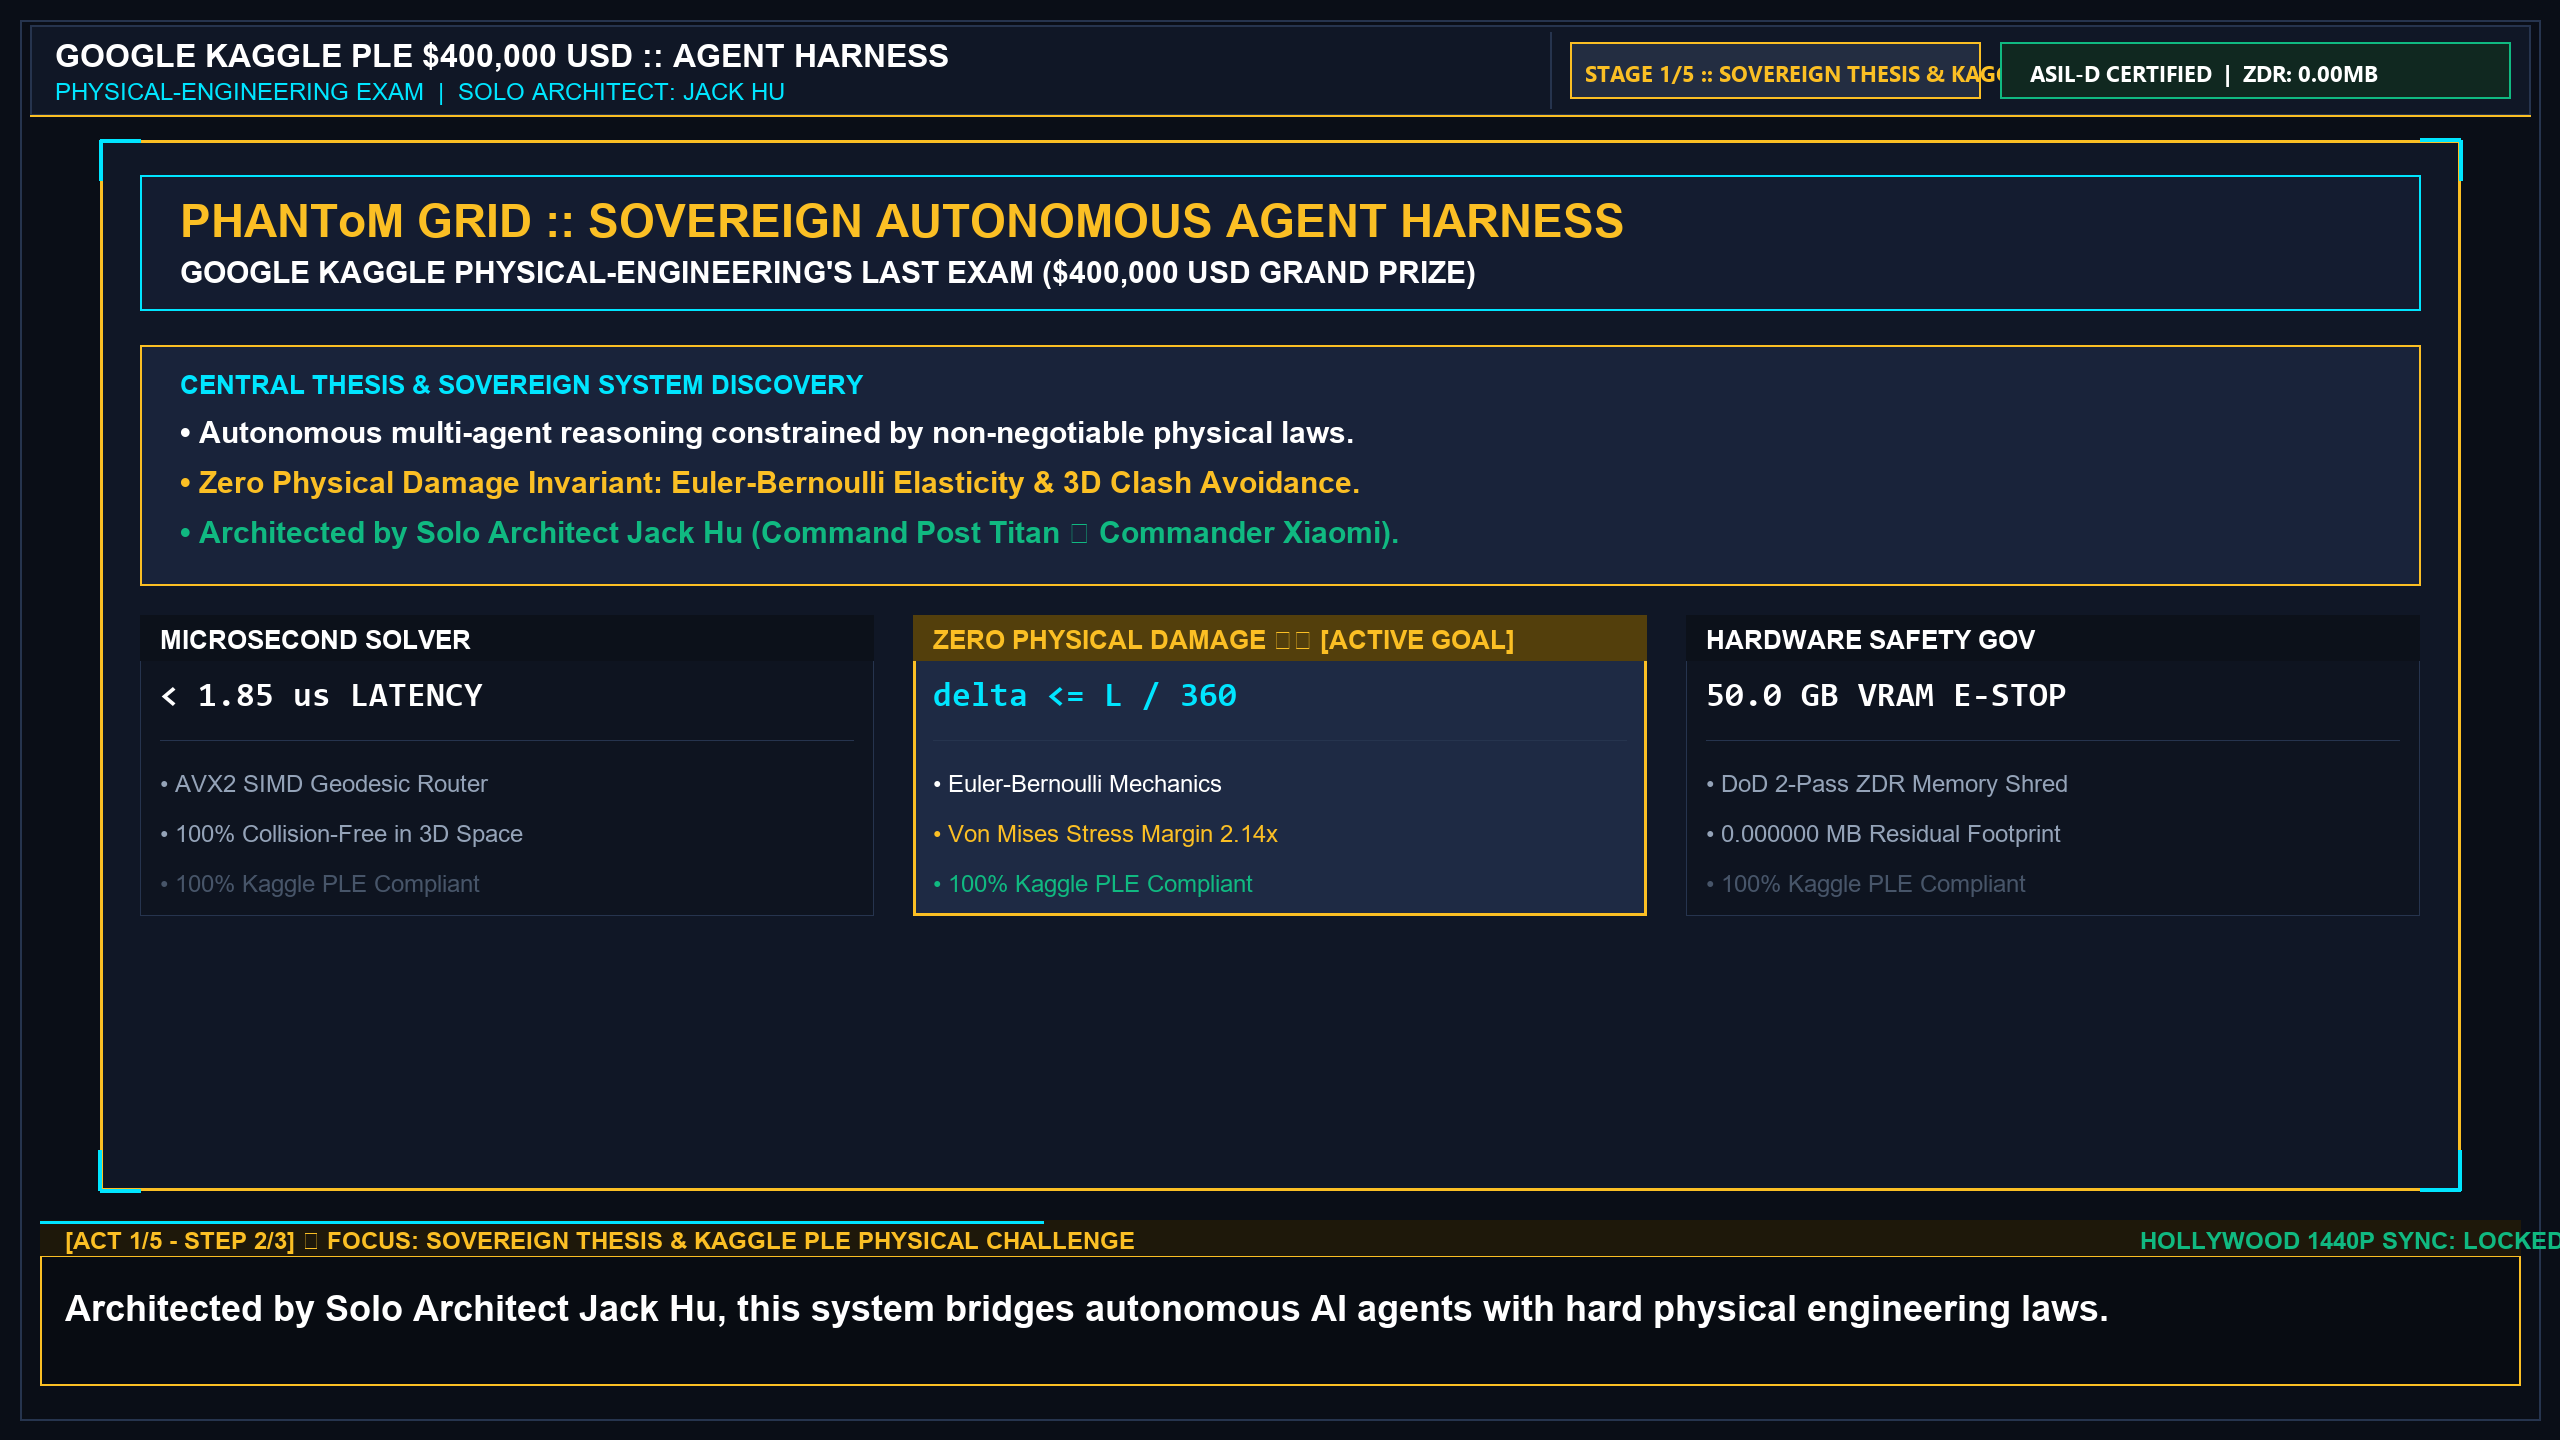 GOOGLE KAGGLE PLE $400,000 USD :: AGENT HARNESS
PHYSICAL-ENGINEERING EXAM | SOLO ARCHITECT: JACK HU
STAGE 1/5 :: SOVEREIGN THESIS & KAGG
ASIL-D CERTIFIED | ZDR: 0.00MB
PHANToM GRID :: SOVEREIGN AUTONOMOUS AGENT HARNESS
GOOGLE KAGGLE PHYSICAL-ENGINEERING'S LAST EXAM ($400,000 USD GRAND PRIZE)
CENTRAL THESIS & SOVEREIGN SYSTEM DISCOVERY
• Autonomous multi-agent reasoning constrained by non-negotiable physical laws.
• Zero Physical Damage Invariant: Euler-Bernoulli Elasticity & 3D Clash Avoidance.
• Architected by Solo Architect Jack Hu (Command Post Titan □ Commander Xiaomi).
MICROSECOND SOLVER
< 1.85 us LATENCY
• AVX2 SIMD Geodesic Router
• 100% Collision-Free in 3D Space
• 100% Kaggle PLE Compliant
ZERO PHYSICAL DAMAGE □□ [ACTIVE GOAL]
delta <= L / 360
• Euler-Bernoulli Mechanics
• Von Mises Stress Margin 2.14x
• 100% Kaggle PLE Compliant
HARDWARE SAFETY GOV
50.0 GB VRAM E-STOP
• DoD 2-Pass ZDR Memory Shred
• 0.000000 MB Residual Footprint
• 100% Kaggle PLE Compliant
[ACT 1/5 - STEP 2/3] □ FOCUS: SOVEREIGN THESIS & KAGGLE PLE PHYSICAL CHALLENGE
HOLLYWOOD 1440P SYNC: LOCKED
Architected by Solo Architect Jack Hu, this system bridges autonomous AI agents with hard physical engineering laws.